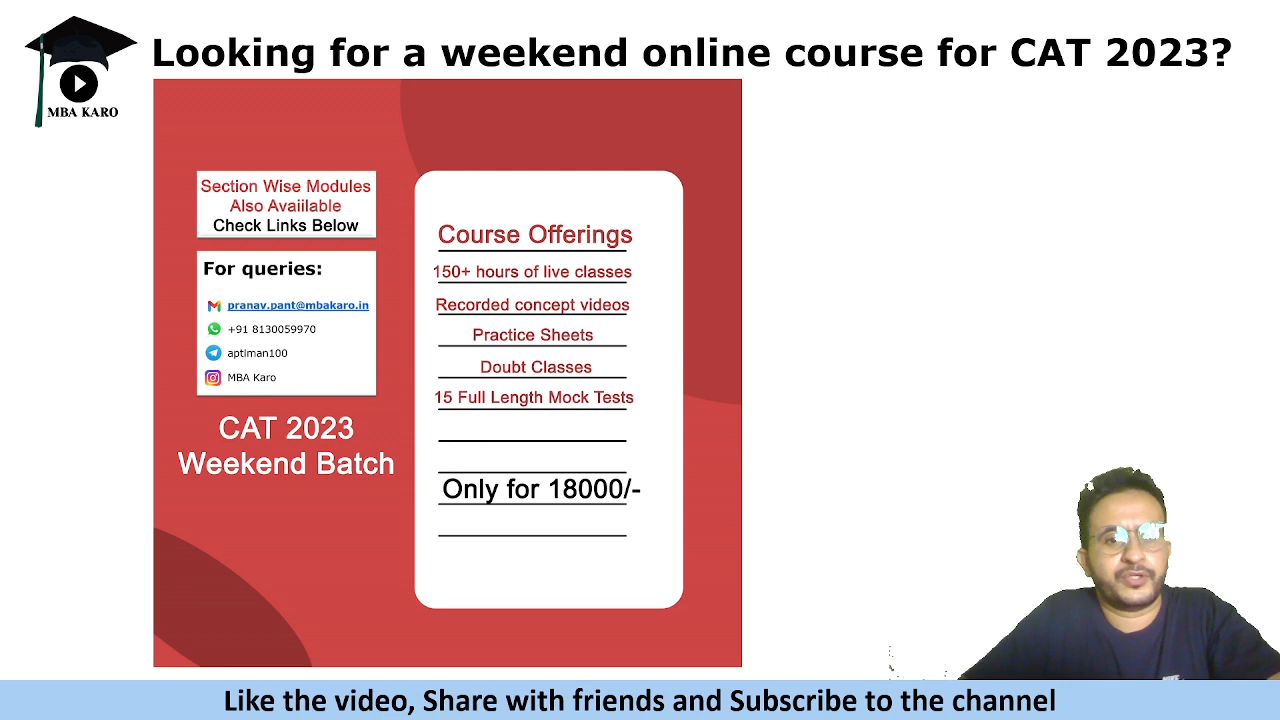 MBA KARO
Looking for a weekend online course for CAT 2023?
Section Wise Modules
Also Avaiilable
Check Links Below
For queries:
pranav.pant@mbakaro.in
+91 8130059970
aptiman100
MBA Karo
CAT 2023
Weekend Batch
Course Offerings
150+ hours of live classes
Recorded concept videos
Practice Sheets
Doubt Classes
15 Full Length Mock Tests
Only for 18000/-
Like the video, Share with friends and Subscribe to the channel